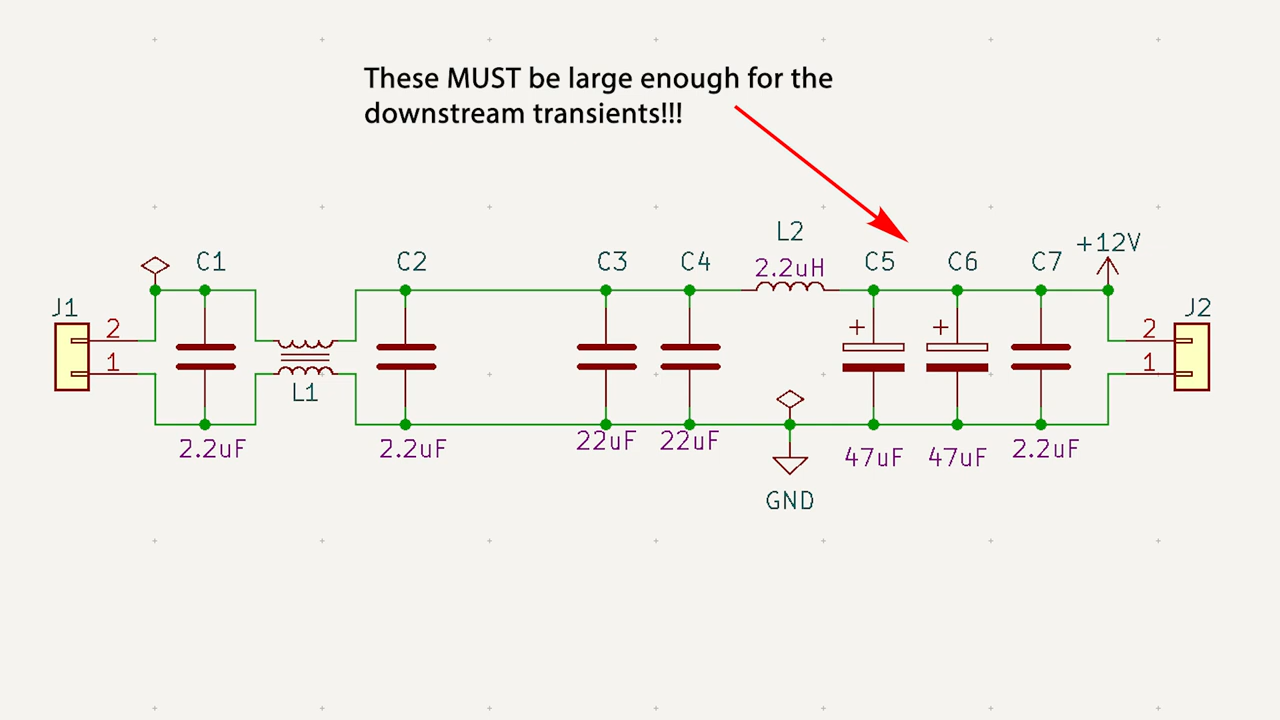 These MUST be large enough for the
downstream transients!!!
L2
+12V
C1
C2
C3
C4
2.2uH
C5
C6
C7
J1
J2
2
+
+
2
1
1
L1
2.2uF
2.2uF
22uF
22uF
47uF
47uF
2.2uF
GND